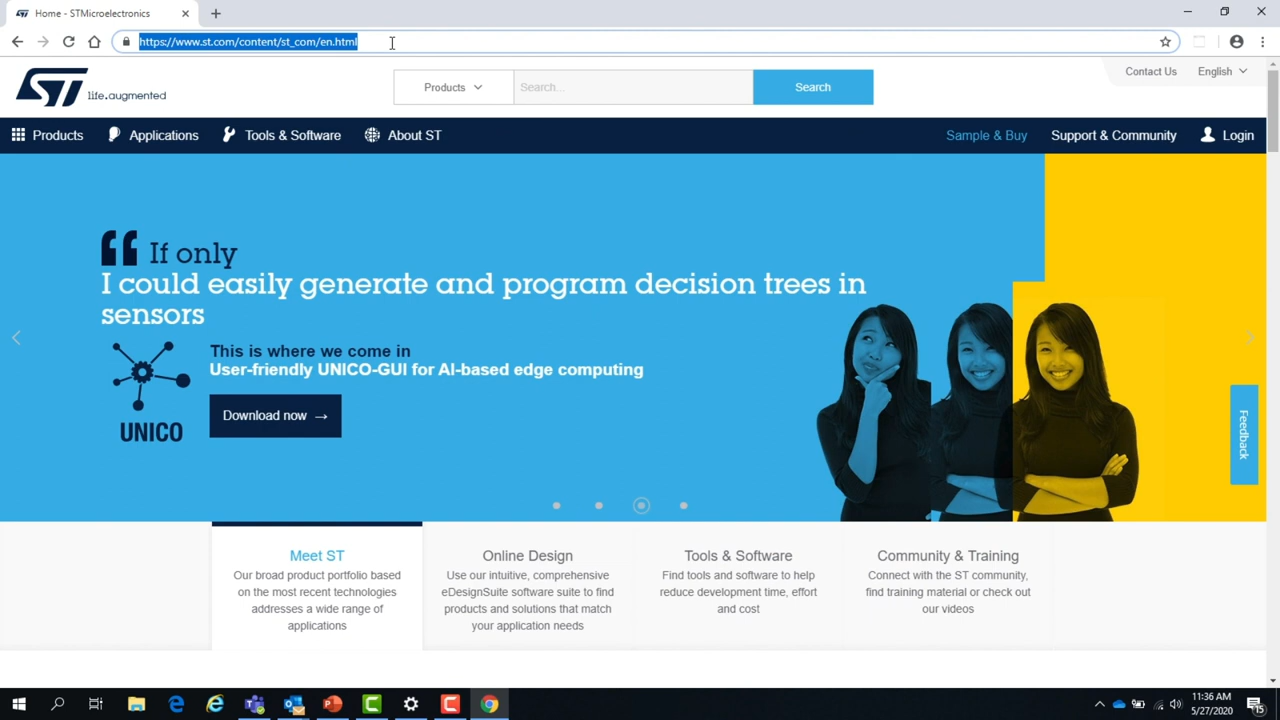 Home - STMicroelectronics
https://www.st.com/content/st_com/en.html
Contact Us
English
ST
life.augmented
Products
Search...
Search
Products
Applications
Tools & Software
About ST
Sample & Buy
Support & Community
Login
“ If only
I could easily generate and program decision trees in
sensors
This is where we come in
User-friendly UNICO-GUI for AI-based edge computing
Download now →
UNICO
Feedback
Meet ST
Our broad product portfolio based
on the most recent technologies
addresses a wide range of
applications
Online Design
Use our intuitive, comprehensive
eDesignSuite software suite to find
products and solutions that match
your application needs
Tools & Software
Find tools and software to help
reduce development time, effort
and cost
Community & Training
Connect with the ST community,
find training material or check out
our videos
11:36 AM
5/27/2020
15